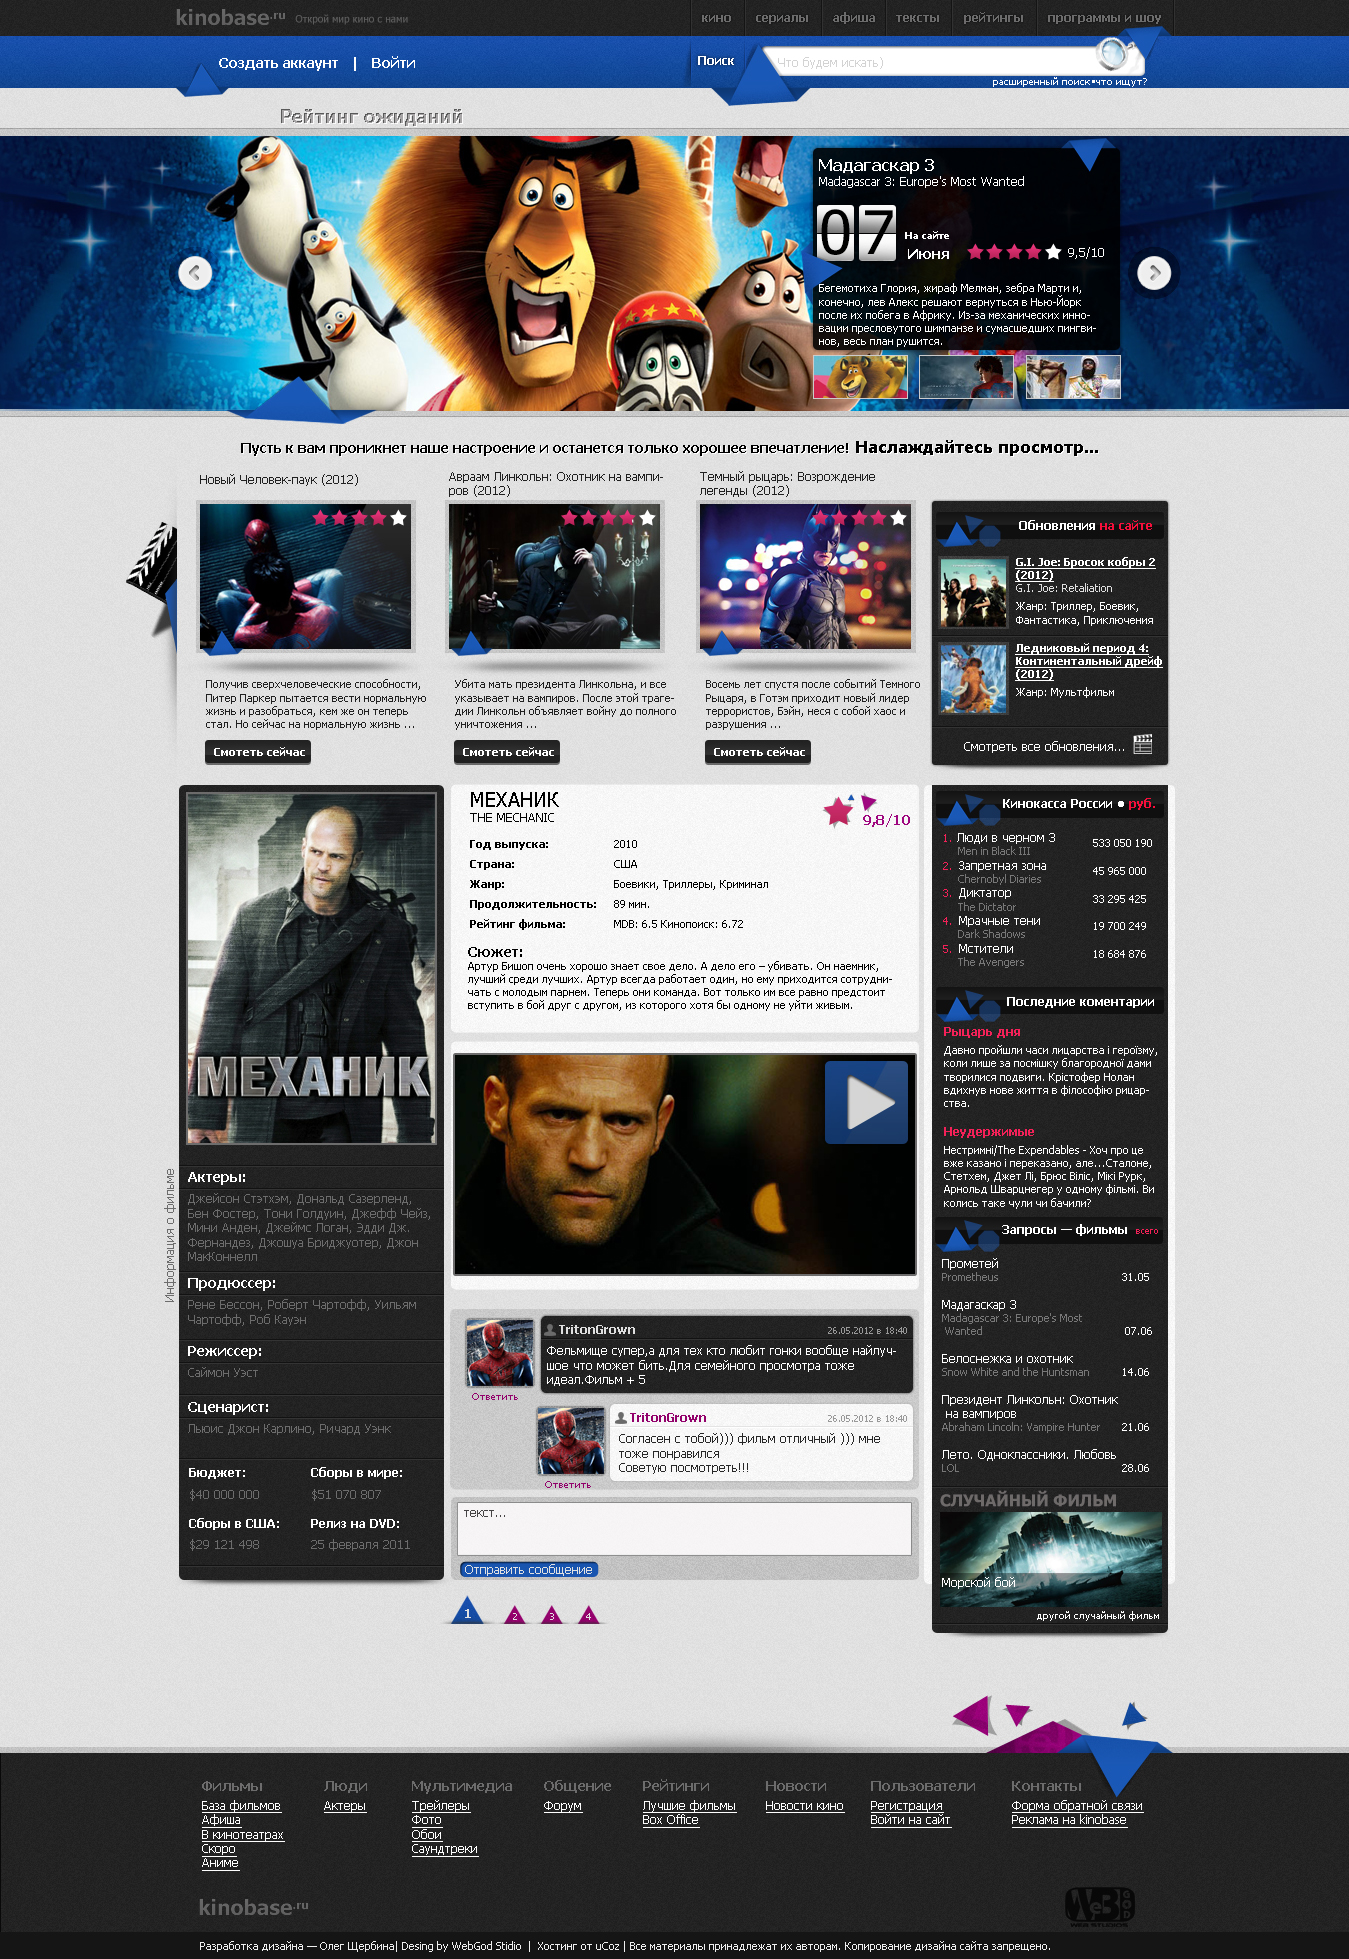 kinobase.ru Открой мир кино с нами
кино сериалы афиша тексты рейтинги программы и шоу
Создать аккаунт | Войти
Поиск
Что будем искать)
расширенный поиск•что ищут?
Рейтинг ожиданий
Мадагаскар 3
Madagascar 3: Europe's Most Wanted
07
На сайте
Июня
9,5/10
Бегемотиха Глория, жираф Мелман, зебра Марти и,
конечно, лев Алекс решают вернуться в Нью-Йорк
после их побега в Африку. Из-за механических инно-
вации пресловутого шимпанзе и сумасшедших пингви-
нов, весь план рушится.
Пусть к вам проникнет наше настроение и останется только хорошее впечатление! Наслаждайтесь просмотр...
Новый Человек-паук (2012)
Получив сверхчеловеческие способности,
Питер Паркер пытается вести нормальную
жизнь и разобраться, кем же он теперь
стал. Но сейчас на нормальную жизнь ...
Смотеть сейчас
Авраам Линкольн: Охотник на вампи-
ров (2012)
Убита мать президента Линкольна, и все
указывает на вампиров. После этой траге-
дии Линкольн объявляет войну до полного
уничтожения ...
Смотеть сейчас
Темный рыцарь: Возрождение
легенды (2012)
Восемь лет спустя после событий Темного
Рыцаря, в Готэм приходит новый лидер
террористов, Бэйн, неся с собой хаос и
разрушения ...
Смотеть сейчас
Обновления на сайте
G.I. Joe: Бросок кобры 2
(2012)
G.I. Joe: Retaliation
Жанр: Триллер, Боевик,
Фантастика, Приключения
Ледниковый период 4:
Континентальный дрейф
(2012)
Жанр: Мультфильм
Смотреть все обновления...
МЕХАНИК
Информация о фильме
Актеры:
Джейсон Стэтхэм, Дональд Сазерленд,
Бен Фостер, Тони Голдуин, Джефф Чейз,
Мини Анден, Джеймс Логан, Эдди Дж.
Фернандез, Джошуа Бриджуотер, Джон
МакКоннелл
Продюссер:
Рене Бессон, Роберт Чартофф, Уильям
Чартофф, Роб Кауэн
Режиссер:
Саймон Уэст
Сценарист:
Льюис Джон Карлино, Ричард Уэнк
Бюджет: Сборы в мире:
$40 000 000 $51 070 807
Сборы в США: Релиз на DVD:
$29 121 498 25 февраля 2011
МЕХАНИК
THE MECHANIC
9,8/10
Год выпуска: 2010
Страна: США
Жанр: Боевики, Триллеры, Криминал
Продолжительность: 89 мин.
Рейтинг фильма: MDB: 6.5 Кинопоиск: 6.72
Сюжет:
Артур Бишоп очень хорошо знает свое дело. А дело его – убивать. Он наемник,
лучший среди лучших. Артур всегда работает один, но ему приходится сотрудни-
чать с молодым парнем. Теперь они команда. Вот только им все равно предстоит
вступить в бой друг с другом, из которого хотя бы одному не уйти живым.
TritonGrown 26.05.2012 в 18:40
Фельмище супер,а для тех кто любит гонки вообще найлуч-
шое что может бить.Для семейного просмотра тоже
идеал.Фильм + 5
Ответить
TritonGrown 26.05.2012 в 18:40
Согласен с тобой))) фильм отличный ))) мне
тоже понравился
Советую посмотреть!!!
Ответить
текст...
Отправить сообщение
1 2 3 4
Кинокасса России ● руб.
1. Люди в черном 3 533 050 190
Men in Black III
2. Запретная зона 45 965 000
Chernobyl Diaries
3. Диктатор 33 295 425
The Dictator
4. Мрачные тени 19 700 249
Dark Shadows
5. Мстители 18 684 876
The Avengers
Последние коментарии
Рыцарь дня
Давно пройшли часи лицарства і героїзму,
коли лише за посмішку благородної дами
творилися подвиги. Крістофер Нолан
вдихнув нове життя в філософію рицар-
ства.
Неудержимые
Нестримні/The Expendables - Хоч про це
вже казано і переказано, але...Сталоне,
Стетхем, Джет Лі, Брюс Віліс, Мікі Рурк,
Арнольд Шварцнегер у одному фільмі. Ви
колись таке чули чи бачили?
Запросы — фильмы всего
Прометей
Prometheus 31.05
Мадагаскар 3
Madagascar 3: Europe's Most
Wanted 07.06
Белоснежка и охотник
Snow White and the Huntsman 14.06
Президент Линкольн: Охотник
на вампиров
Abraham Lincoln: Vampire Hunter 21.06
Лето. Одноклассники. Любовь
LOL 28.06
СЛУЧАЙНЫЙ ФИЛЬМ
Морской бой
другой случайный фильм
Фильмы Люди Мультимедиа Общение Рейтинги Новости Пользователи Контакты
База фильмов Актеры Трейлеры Форум Лучшие фильмы Новости кино Регистрация Форма обратной связи
Афиша Фото Box Office Войти на сайт Реклама на kinobase
В кинотеатрах Обои
Скоро Саундтреки
Аниме
kinobase.ru
WeB GOD
WEB STUDIOS
Разработка дизайна — Олег Щербина| Desing by WebGod Stidio | Хостинг от uCoz | Все материалы принадлежат их авторам. Копирование дизайна сайта запрещено.